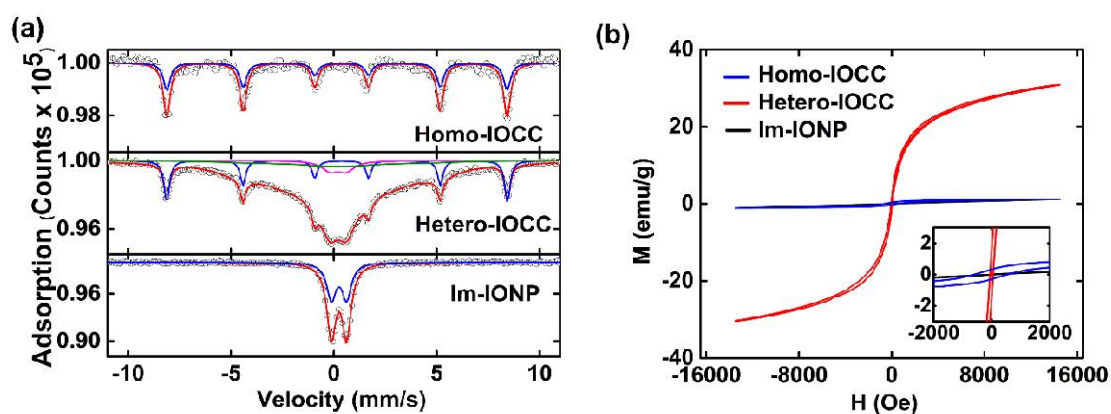 (a)
Adsorption (Counts x 10⁵)
1.00
0.98
Homo-IOCC
1.00
0.96
Hetero-IOCC
0.96
0.90
Im-IONP
-10 -5 0 5 10
Velocity (mm/s)
(b)
M (emu/g)
40
20
0
-20
-40
Homo-IOCC
Hetero-IOCC
Im-IONP
2
0
-2
-2000 0 2000
-16000 -8000 0 8000 16000
H (Oe)